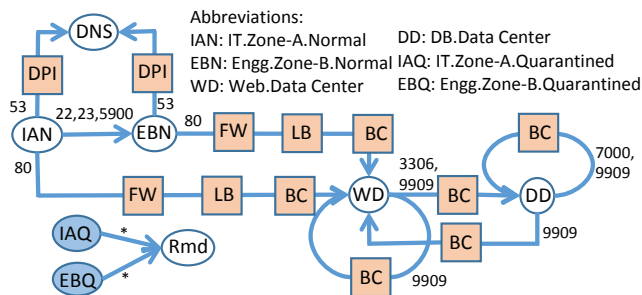 Abbreviations:
IAN: IT.Zone-A.Normal
EBN: Engg.Zone-B.Normal
WD: Web.Data Center
DD: DB.Data Center
IAQ: IT.Zone-A.Quarantined
EBQ: Engg.Zone-B.Quarantined
DNS
DPI
DPI
53
53
22,23,5900
IAN
EBN
80
FW
LB
BC
BC
80
3306,
9909
7000,
9909
FW
LB
BC
WD
BC
DD
IAQ
*
Rmd
BC
9909
EBQ
*
BC
9909